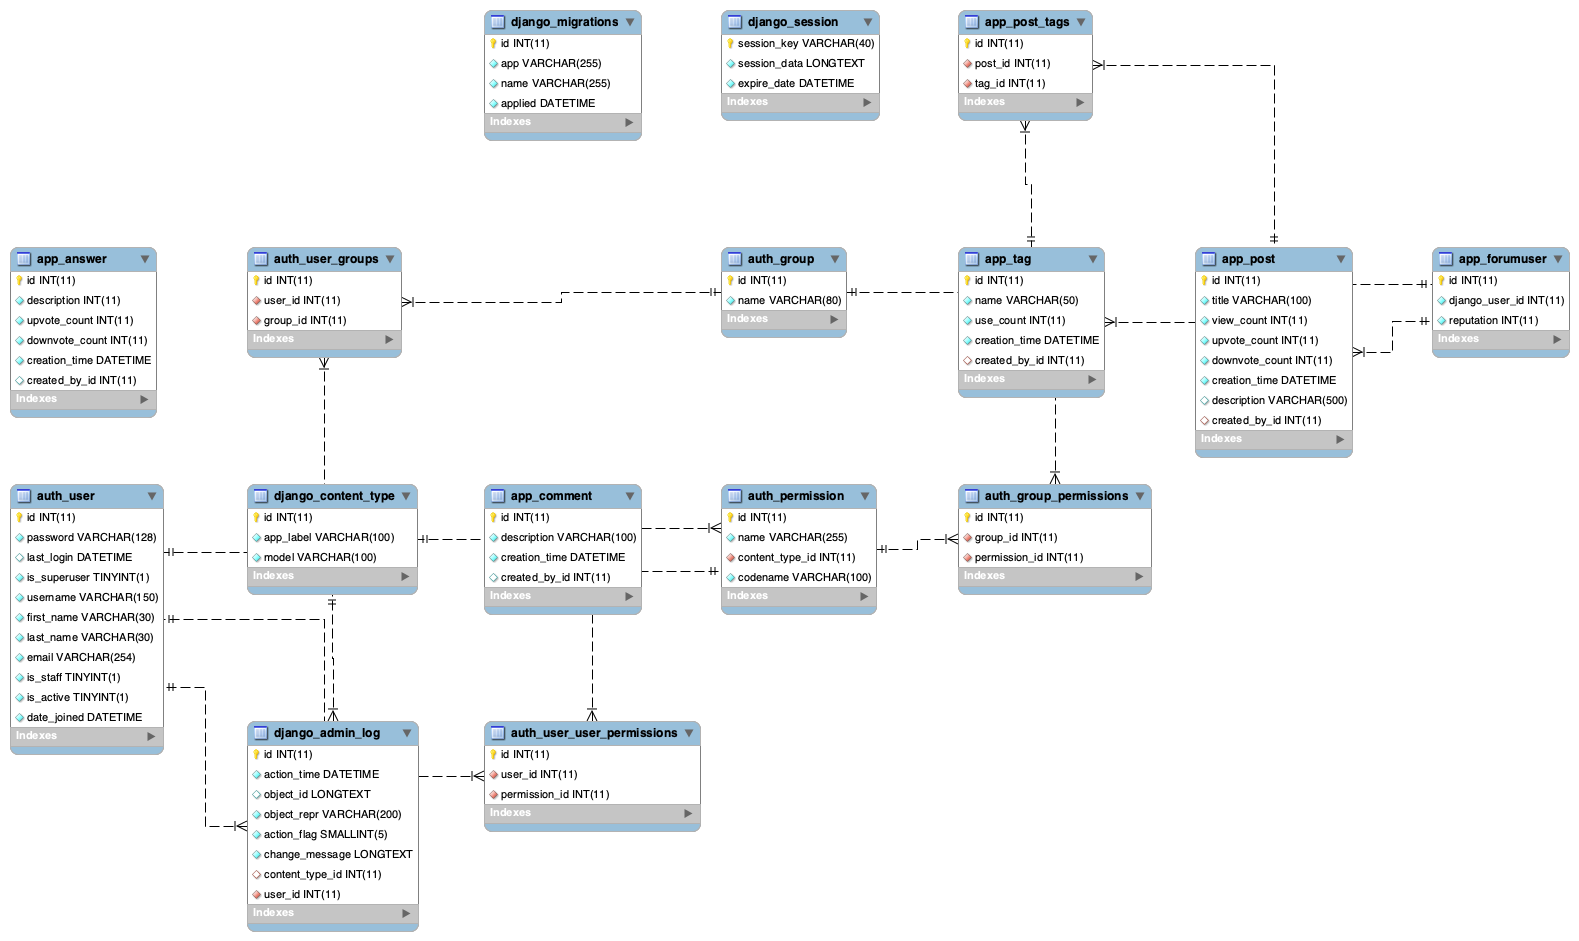 django_migrations
id INT(11)
app VARCHAR(255)
name VARCHAR(255)
applied DATETIME
Indexes
django_session
session_key VARCHAR(40)
session_data LONGTEXT
expire_date DATETIME
Indexes
app_post_tags
id INT(11)
post_id INT(11)
tag_id INT(11)
Indexes
app_answer
id INT(11)
description INT(11)
upvote_count INT(11)
downvote_count INT(11)
creation_time DATETIME
created_by_id INT(11)
Indexes
auth_user_groups
id INT(11)
user_id INT(11)
group_id INT(11)
Indexes
auth_group
id INT(11)
name VARCHAR(80)
Indexes
app_tag
id INT(11)
name VARCHAR(50)
use_count INT(11)
creation_time DATETIME
created_by_id INT(11)
Indexes
app_post
id INT(11)
title VARCHAR(100)
view_count INT(11)
upvote_count INT(11)
downvote_count INT(11)
creation_time DATETIME
description VARCHAR(500)
created_by_id INT(11)
Indexes
app_forumuser
id INT(11)
django_user_id INT(11)
reputation INT(11)
Indexes
auth_user
id INT(11)
password VARCHAR(128)
last_login DATETIME
is_superuser TINYINT(1)
username VARCHAR(150)
first_name VARCHAR(30)
last_name VARCHAR(30)
email VARCHAR(254)
is_staff TINYINT(1)
is_active TINYINT(1)
date_joined DATETIME
Indexes
django_content_type
id INT(11)
app_label VARCHAR(100)
model VARCHAR(100)
Indexes
app_comment
id INT(11)
description VARCHAR(100)
creation_time DATETIME
created_by_id INT(11)
Indexes
auth_permission
id INT(11)
name VARCHAR(255)
content_type_id INT(11)
codename VARCHAR(100)
Indexes
auth_group_permissions
id INT(11)
group_id INT(11)
permission_id INT(11)
Indexes
django_admin_log
id INT(11)
action_time DATETIME
object_id LONGTEXT
object_repr VARCHAR(200)
action_flag SMALLINT(5)
change_message LONGTEXT
content_type_id INT(11)
user_id INT(11)
Indexes
auth_user_user_permissions
id INT(11)
user_id INT(11)
permission_id INT(11)
Indexes